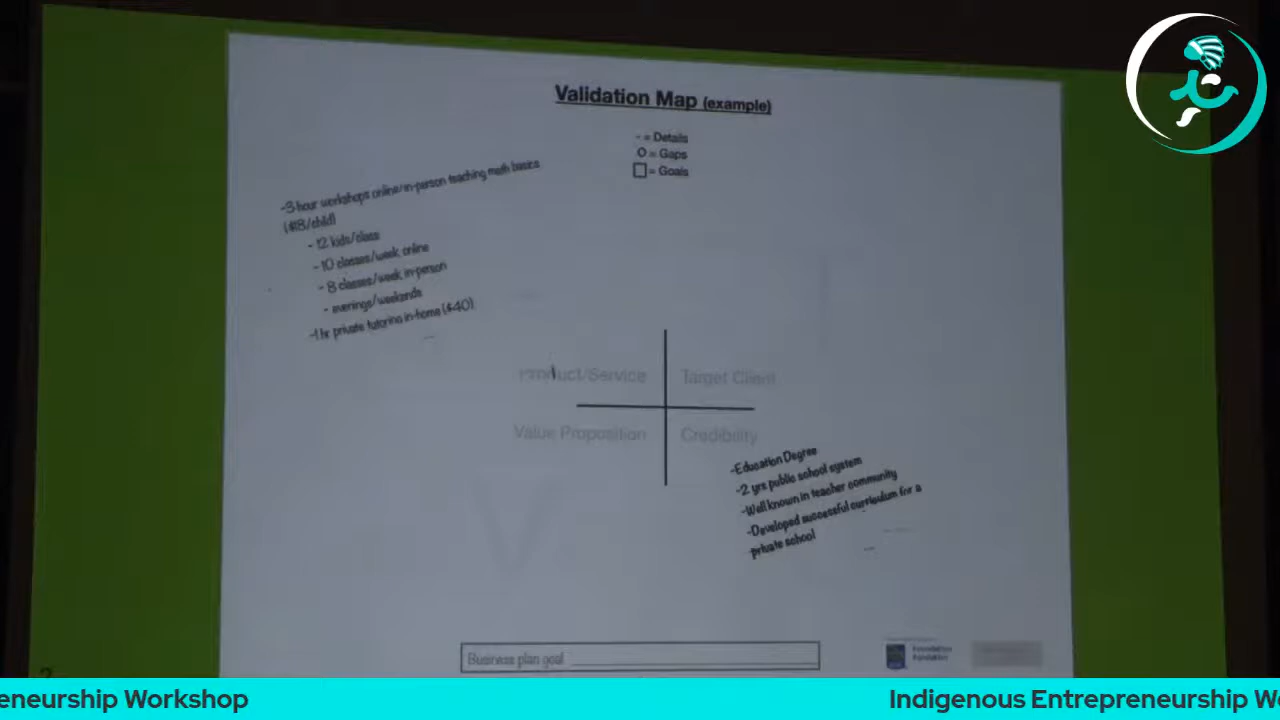 Validation Map (example)
- = Details
O = Gaps
□ = Goals
-3 hour workshops online/in-person teaching math basics
($18/child)
- 12 kids/class
- 10 classes/week online
- 8 classes/week in-person
- evenings/weekends
-1 hr private tutoring in-home ($40)
Product/Service
Target Client
Value Proposition
Credibility
-Education Degree
-2 yrs public school system
-Well known in teacher community
-Developed successful curriculum for a
private school
Business plan goal
Foundation
Fondation
eneurship Workshop
Indigenous Entrepreneurship Wo